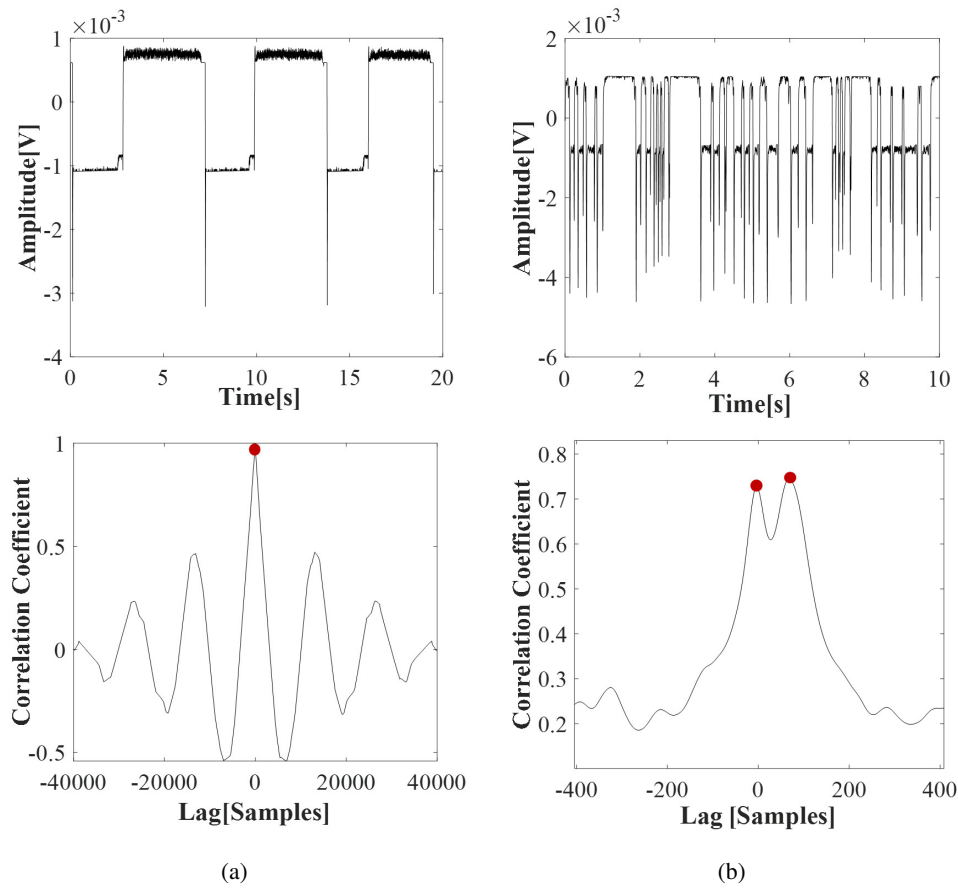 ×10⁻³
1
0
-1
-2
-3
-4
0 5 10 15 20
Amplitude[V]
Time[s]
×10⁻³
2
0
-2
-4
-6
0 2 4 6 8 10
Amplitude[V]
Time[s]
1
0.5
0
-0.5
-40000 -20000 0 20000 40000
Correlation Coefficient
Lag[Samples]
0.8
0.7
0.6
0.5
0.4
0.3
0.2
-400 -200 0 200 400
Correlation Coefficient
Lag [Samples]
(a)
(b)